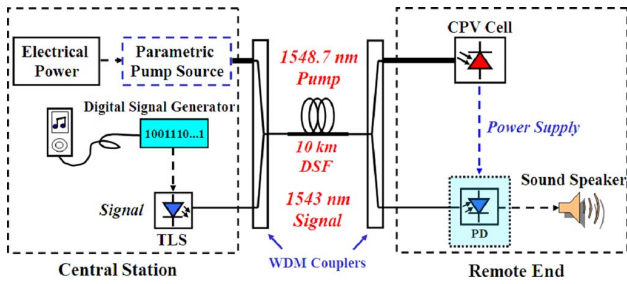 Electrical
Power
Parametric
Pump Source
Digital Signal Generator
1001110...1
Signal
TLS
Central Station
1548.7 nm
Pump
10 km
DSF
1543 nm
Signal
WDM Couplers
CPV Cell
Power Supply
Sound Speaker
PD
Remote End